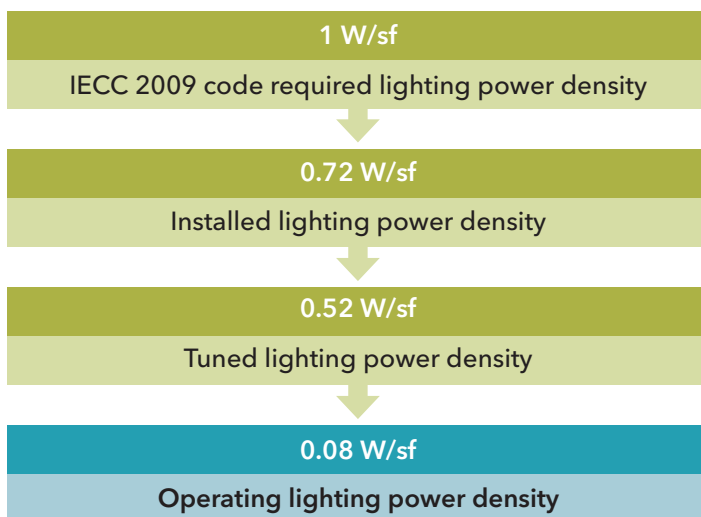 1 W/sf
IECC 2009 code required lighting power density
0.72 W/sf
Installed lighting power density
0.52 W/sf
Tuned lighting power density
0.08 W/sf
Operating lighting power density